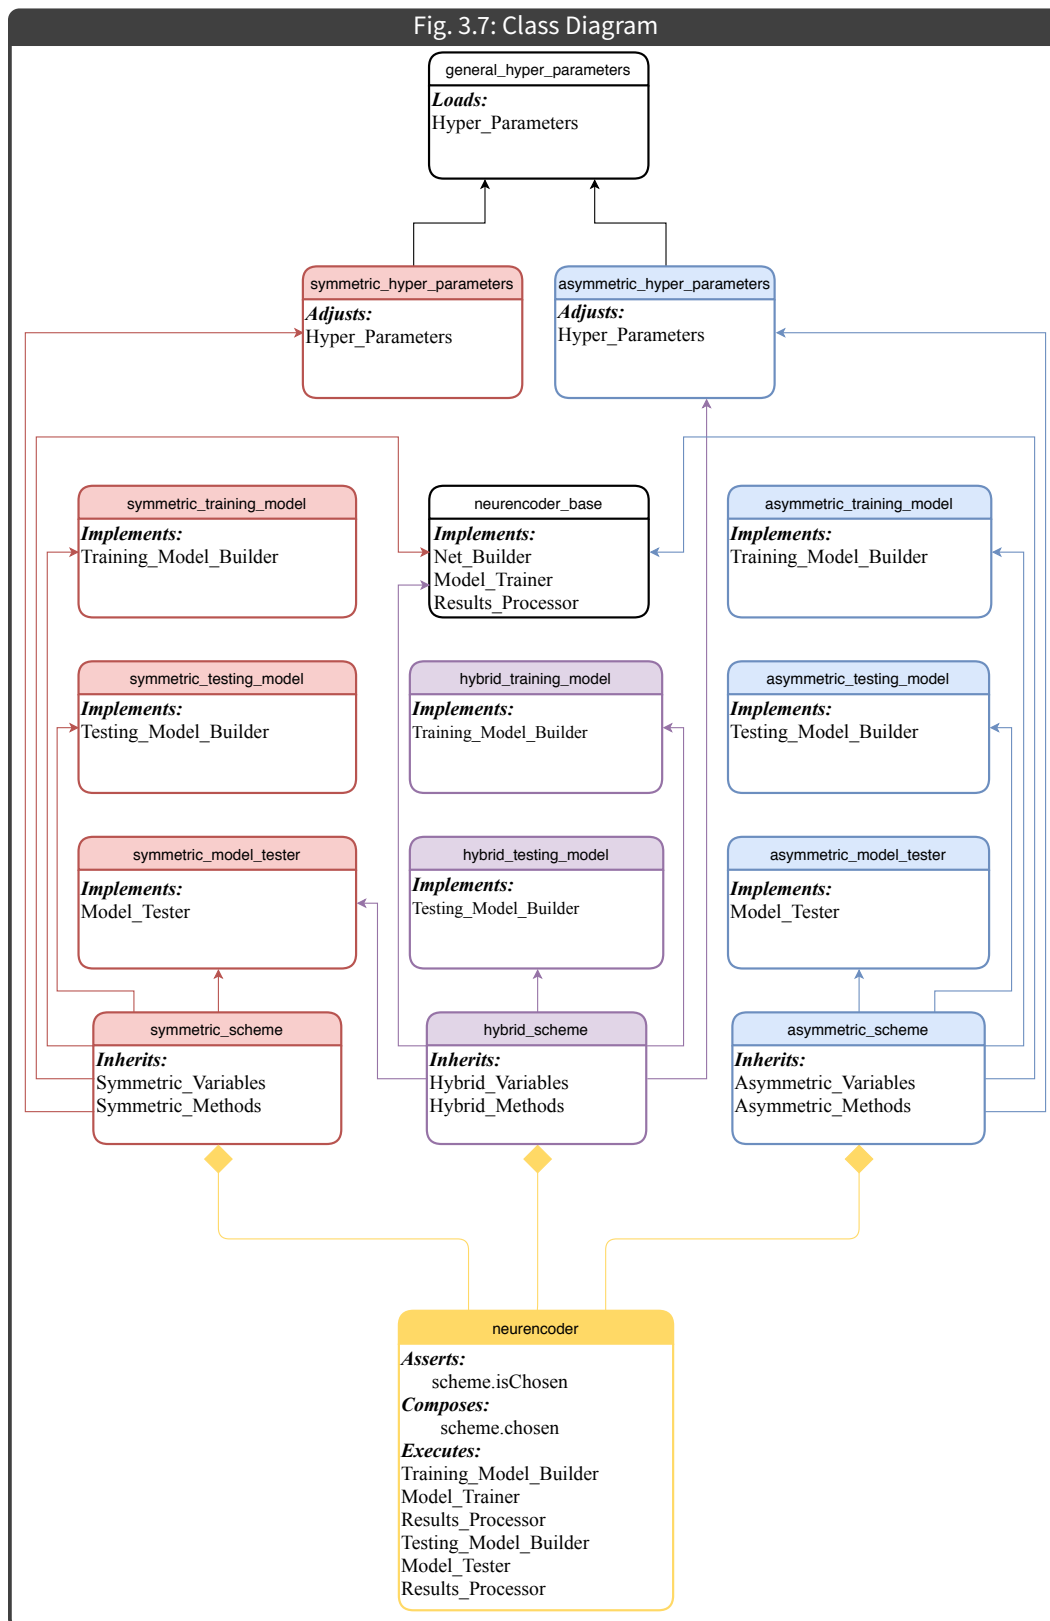 Fig. 3.7: Class Diagram
general_hyper_parameters
Loads:
Hyper_Parameters
symmetric_hyper_parameters
Adjusts:
Hyper_Parameters
asymmetric_hyper_parameters
Adjusts:
Hyper_Parameters
symmetric_training_model
Implements:
Training_Model_Builder
neurencoder_base
Implements:
Net_Builder
Model_Trainer
Results_Processor
asymmetric_training_model
Implements:
Training_Model_Builder
symmetric_testing_model
Implements:
Testing_Model_Builder
hybrid_training_model
Implements:
Training_Model_Builder
asymmetric_testing_model
Implements:
Testing_Model_Builder
symmetric_model_tester
Implements:
Model_Tester
hybrid_testing_model
Implements:
Testing_Model_Builder
asymmetric_model_tester
Implements:
Model_Tester
symmetric_scheme
Inherits:
Symmetric_Variables
Symmetric_Methods
hybrid_scheme
Inherits:
Hybrid_Variables
Hybrid_Methods
asymmetric_scheme
Inherits:
Asymmetric_Variables
Asymmetric_Methods
neurencoder
Asserts:
scheme.isChosen
Composes:
scheme.chosen
Executes:
Training_Model_Builder
Model_Trainer
Results_Processor
Testing_Model_Builder
Model_Tester
Results_Processor